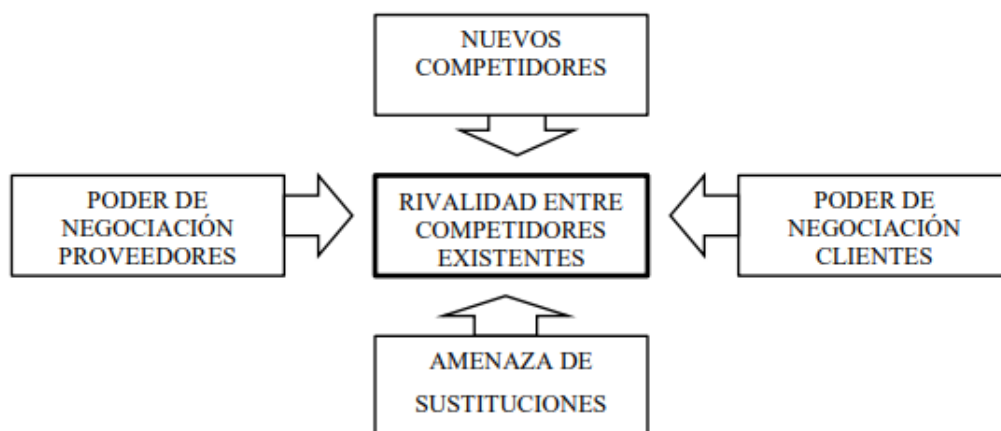 NUEVOS
COMPETIDORES
PODER DE
NEGOCIACIÓN
PROVEEDORES
RIVALIDAD ENTRE
COMPETIDORES
EXISTENTES
PODER DE
NEGOCIACIÓN
CLIENTES
AMENAZA DE
SUSTITUCIONES